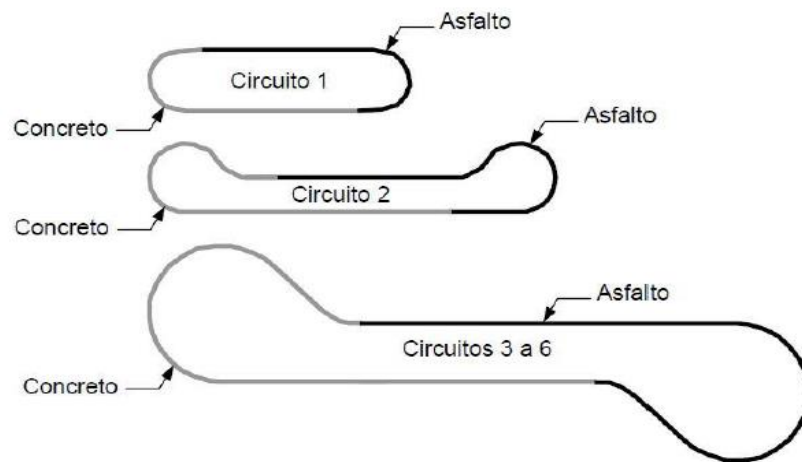 Asfalto
Circuito 1
Concreto
Asfalto
Circuito 2
Concreto
Asfalto
Circuitos 3 a 6
Concreto